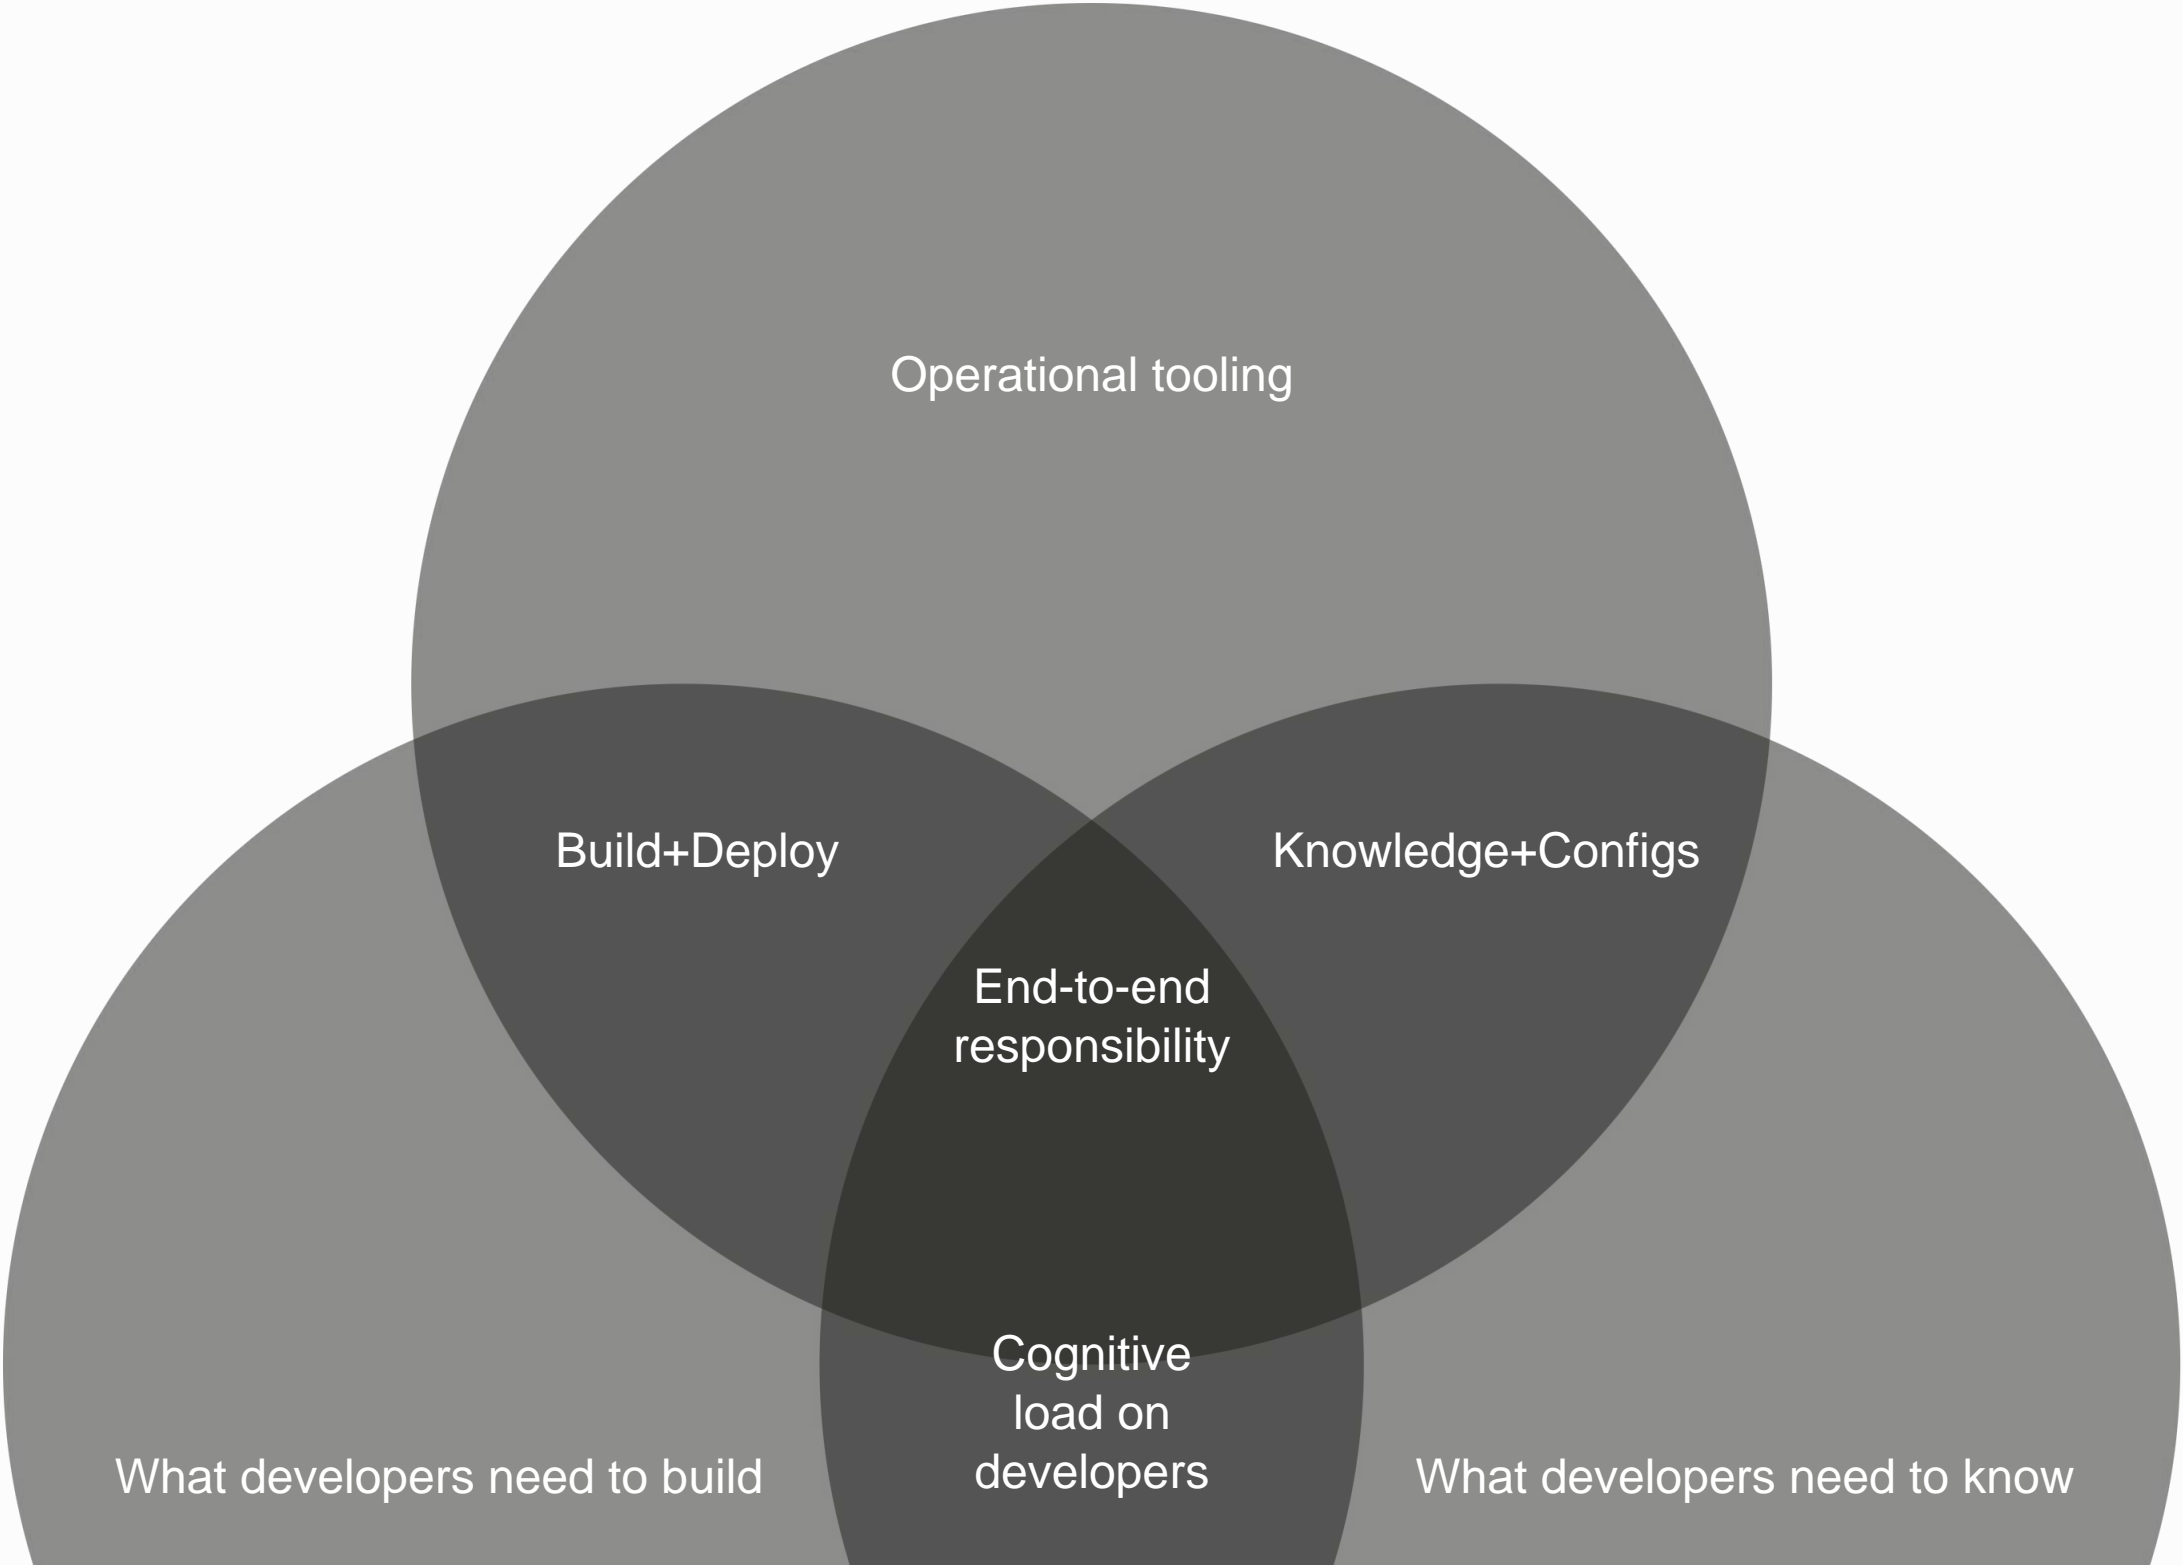 Operational tooling
Build+Deploy
Knowledge+Configs
End-to-end
responsibility
Cognitive
load on
developers
What developers need to build
What developers need to know